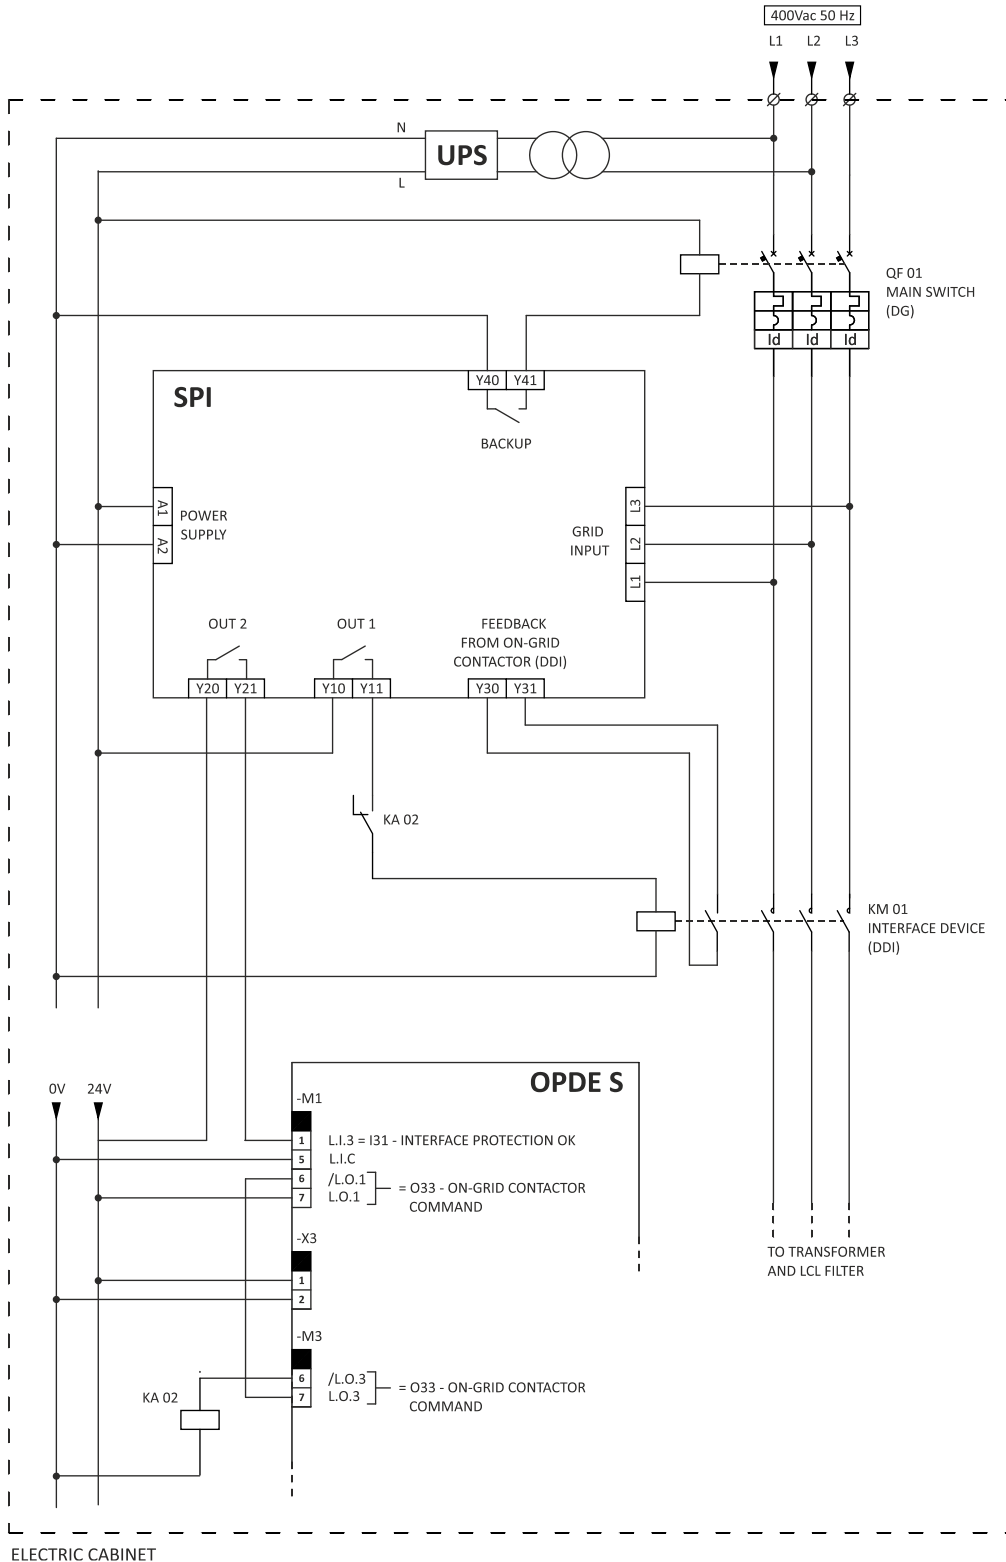 400Vac 50 Hz
L1 L2 L3
N
UPS
L
QF 01
MAIN SWITCH
(DG)
Id Id Id
SPI
Y40 Y41
BACKUP
A1
A2
POWER
SUPPLY
GRID
INPUT
L3
L2
L1
OUT 2
OUT 1
FEEDBACK
FROM ON-GRID
CONTACTOR (DDI)
Y20 Y21
Y10 Y11
Y30 Y31
KA 02
KM 01
INTERFACE DEVICE
(DDI)
0V 24V
OPDE S
-M1
1 L.I.3 = I31 - INTERFACE PROTECTION OK
5 L.I.C
6 /L.O.1
7 L.O.1
= O33 - ON-GRID CONTACTOR
COMMAND
-X3
1
2
TO TRANSFORMER
AND LCL FILTER
-M3
6 /L.O.3
7 L.O.3
= O33 - ON-GRID CONTACTOR
COMMAND
KA 02
ELECTRIC CABINET